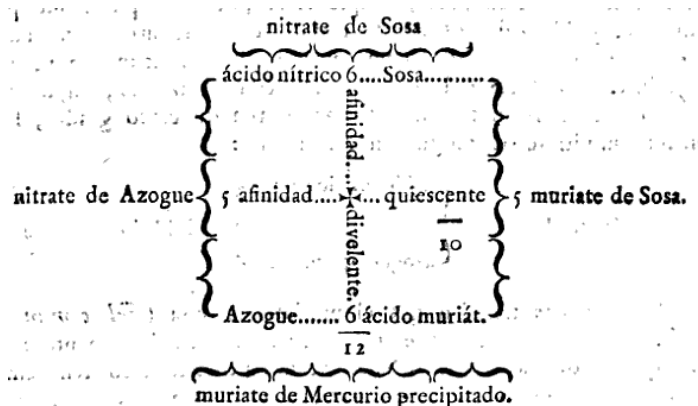 nitrate de Sosa
ácido nítrico 6....Sosa..........
afinidad....
nitrate de Azogue 5 afinidad....✠... quiescente 5 muriate de Sosa.
10
divelente.
Azogue....... 6 ácido muriát.
12
muriate de Mercurio precipitado.